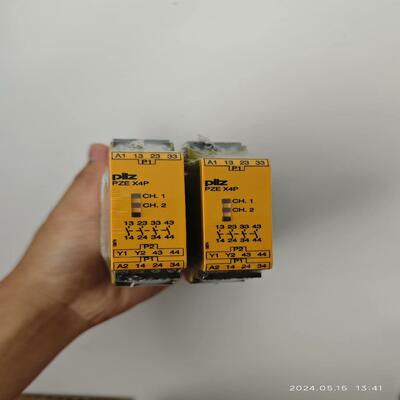 A1 13 23 33
P1
pilz
PZE X4P
CH. 1
CH. 2
13 23 33 43
14 24 34 44
P2
Y1 Y2 43 44
P1
A2 14 24 34
A1 13 23 33
P1
pilz
PZE X4P
CH. 1
CH. 2
13 23 33 43
14 24 34 44
P2
Y1 Y2 43 44
P1
A2 14 24 34
2024.05.15 13:41